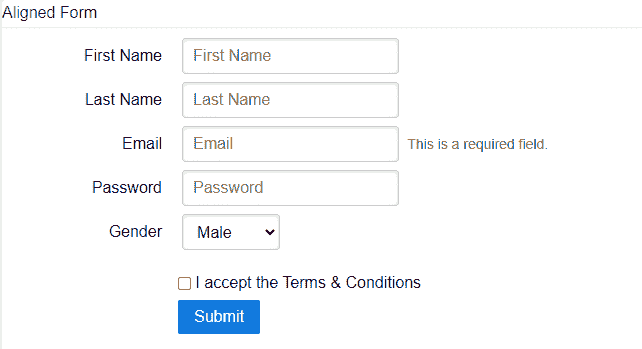 Aligned Form
First Name First Name
Last Name Last Name
Email Email This is a required field.
Password Password
Gender Male
I accept the Terms & Conditions
Submit